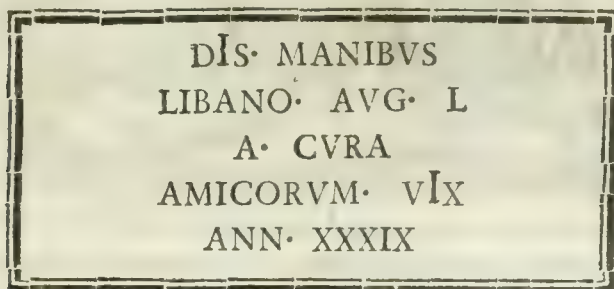 DIS· MANIBVS
LIBANO· AVG· L
A· CVRA
AMICORVM· VIX
ANN· XXXIX